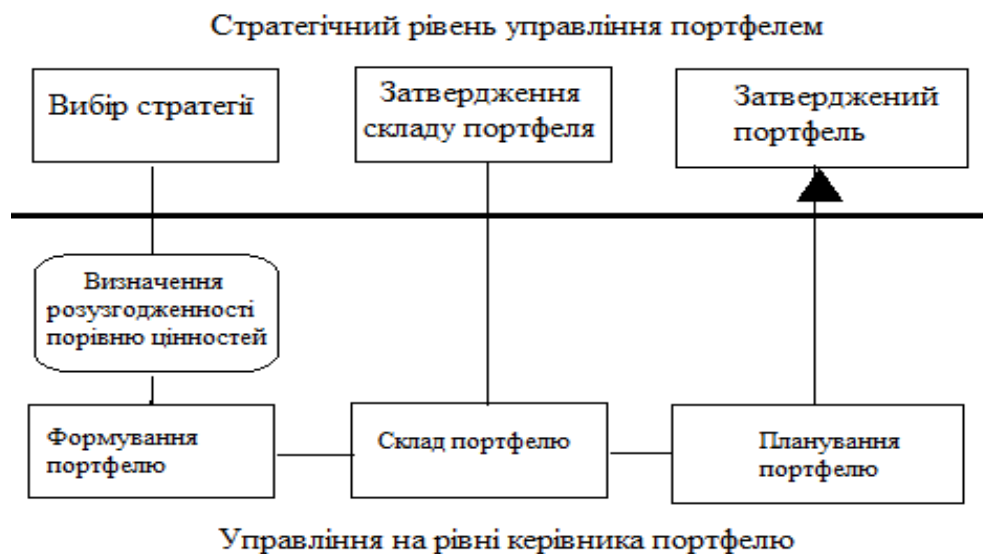 Стратегічний рівень управління портфелем
Вибір стратегії
Затвердження
складу портфеля
Затверджений
портфель
Визначення
розузгодженності
порівню цінностей
Формування
портфелю
Склад портфелю
Планування
портфелю
Управління на рівні керівника портфелю